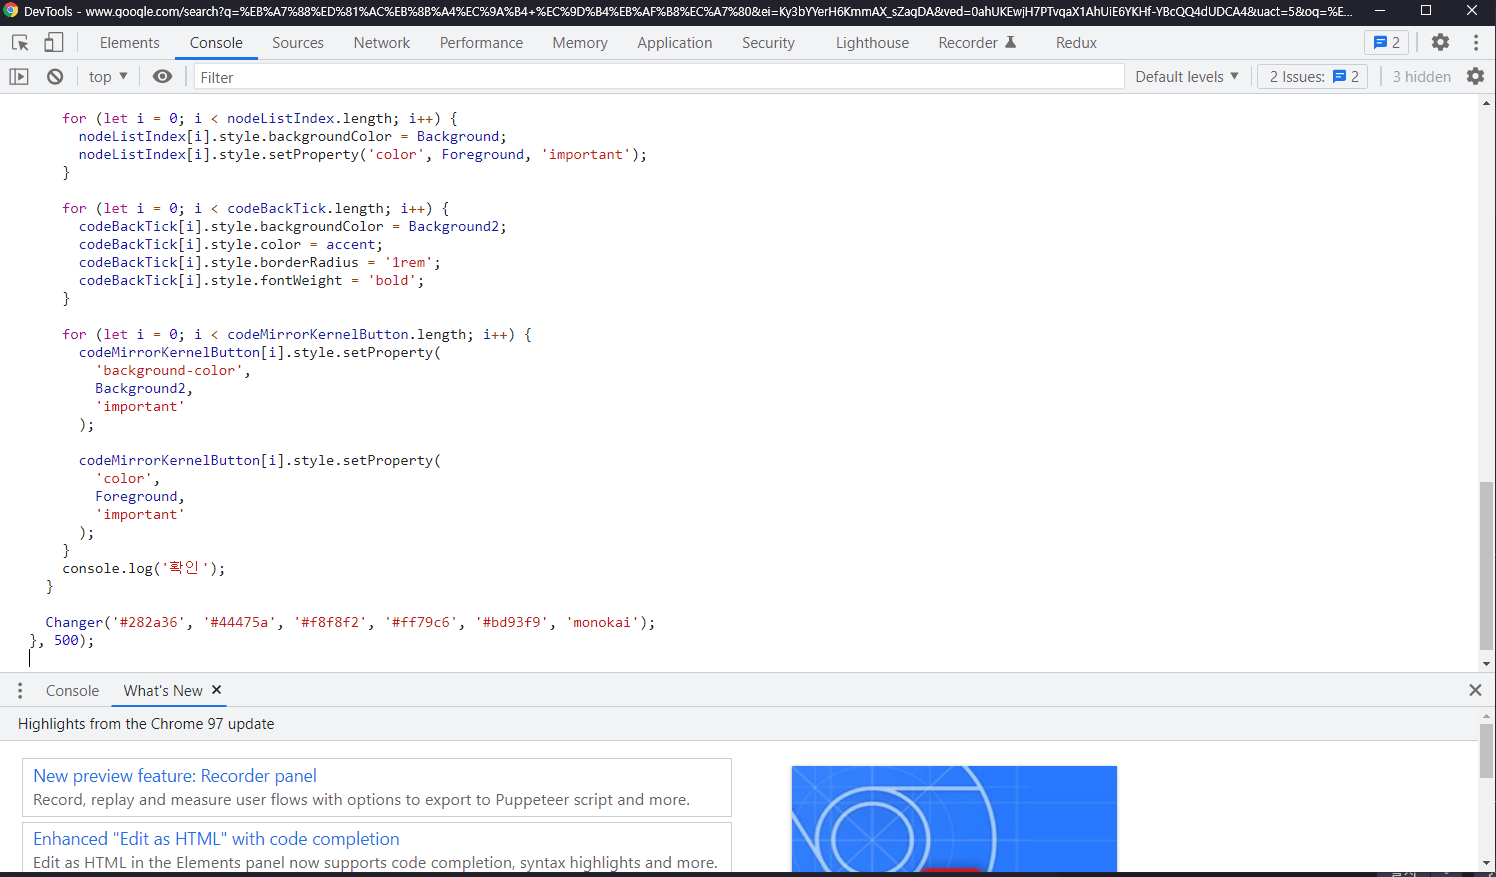 DevTools - www.google.com/search?q=%EB%A7%88%ED%81%AC%EB%8B%A4%EC%9A%B4+%EC%9D%B4%EB%AF%B8%EC%A7%80&ei=Ky3bYYerH6KmmAX_sZaqDA&ved=0ahUKEwjH7PTvqaX1AhUiE6YKHf-YBcQQ4dUDCA4&uact=5&oq=%E...
Elements Console Sources Network Performance Memory Application Security Lighthouse Recorder Redux 2
top Filter Default levels 2 Issues: 2 3 hidden
for (let i = 0; i < nodeListIndex.length; i++) {
nodeListIndex[i].style.backgroundColor = Background;
nodeListIndex[i].style.setProperty('color', Foreground, 'important');
}
for (let i = 0; i < codeBackTick.length; i++) {
codeBackTick[i].style.backgroundColor = Background2;
codeBackTick[i].style.color = accent;
codeBackTick[i].style.borderRadius = '1rem';
codeBackTick[i].style.fontWeight = 'bold';
}
for (let i = 0; i < codeMirrorKernelButton.length; i++) {
codeMirrorKernelButton[i].style.setProperty(
'background-color',
Background2,
'important'
);
codeMirrorKernelButton[i].style.setProperty(
'color',
Foreground,
'important'
);
}
console.log('확인');
}
Changer('#282a36', '#44475a', '#f8f8f2', '#ff79c6', '#bd93f9', 'monokai');
}, 500);
Console What's New
Highlights from the Chrome 97 update
New preview feature: Recorder panel
Record, replay and measure user flows with options to export to Puppeteer script and more.
Enhanced "Edit as HTML" with code completion
Edit as HTML in the Elements panel now supports code completion, syntax highlights and more.